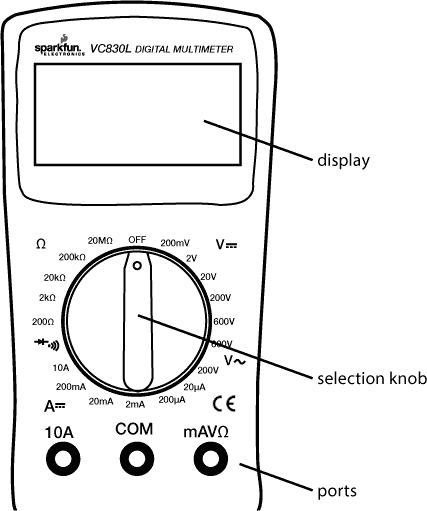 sparkfun.
ELECTRONICS
VC830L DIGITAL MULTIMETER
display
Ω
20MΩ
OFF
200mV
V⎓
200kΩ
2V
20kΩ
20V
2kΩ
200V
200Ω
600V
600V
V~
10A
200V
selection knob
200mA
20µA
A⎓
20mA
2mA
200µA
CE
10A
COM
mAVΩ
ports